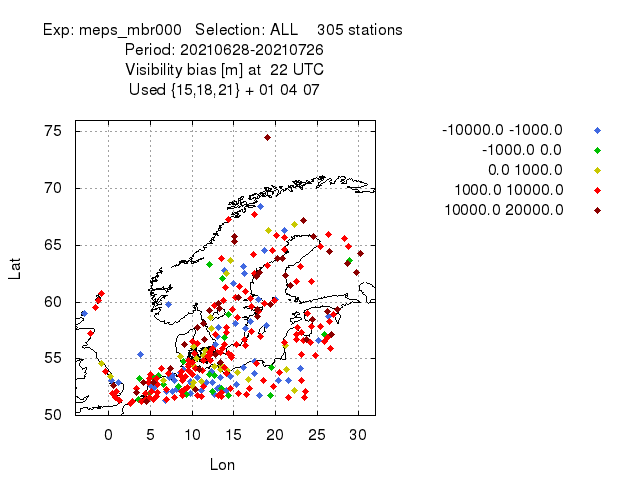 Exp: meps_mbr000 Selection: ALL 305 stations
Period: 20210628-20210726
Visibility bias [m] at 22 UTC
Used {15,18,21} + 01 04 07
-10000.0 -1000.0
-1000.0 0.0
0.0 1000.0
1000.0 10000.0
10000.0 20000.0
Lat
75
70
65
60
55
50
0 5 10 15 20 25 30
Lon